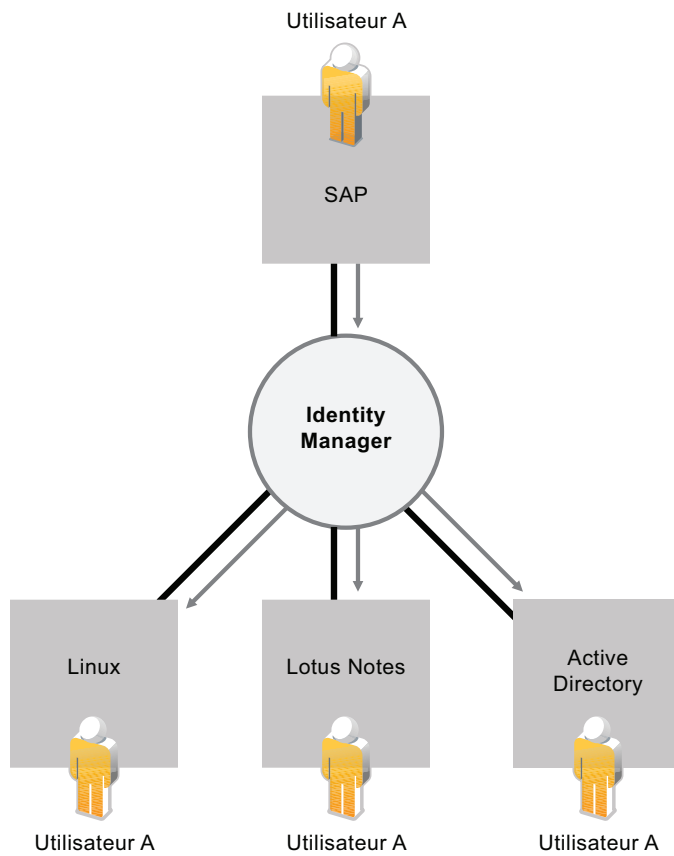 Utilisateur A
SAP
Identity
Manager
Linux
Lotus Notes
Active
Directory
Utilisateur A
Utilisateur A
Utilisateur A